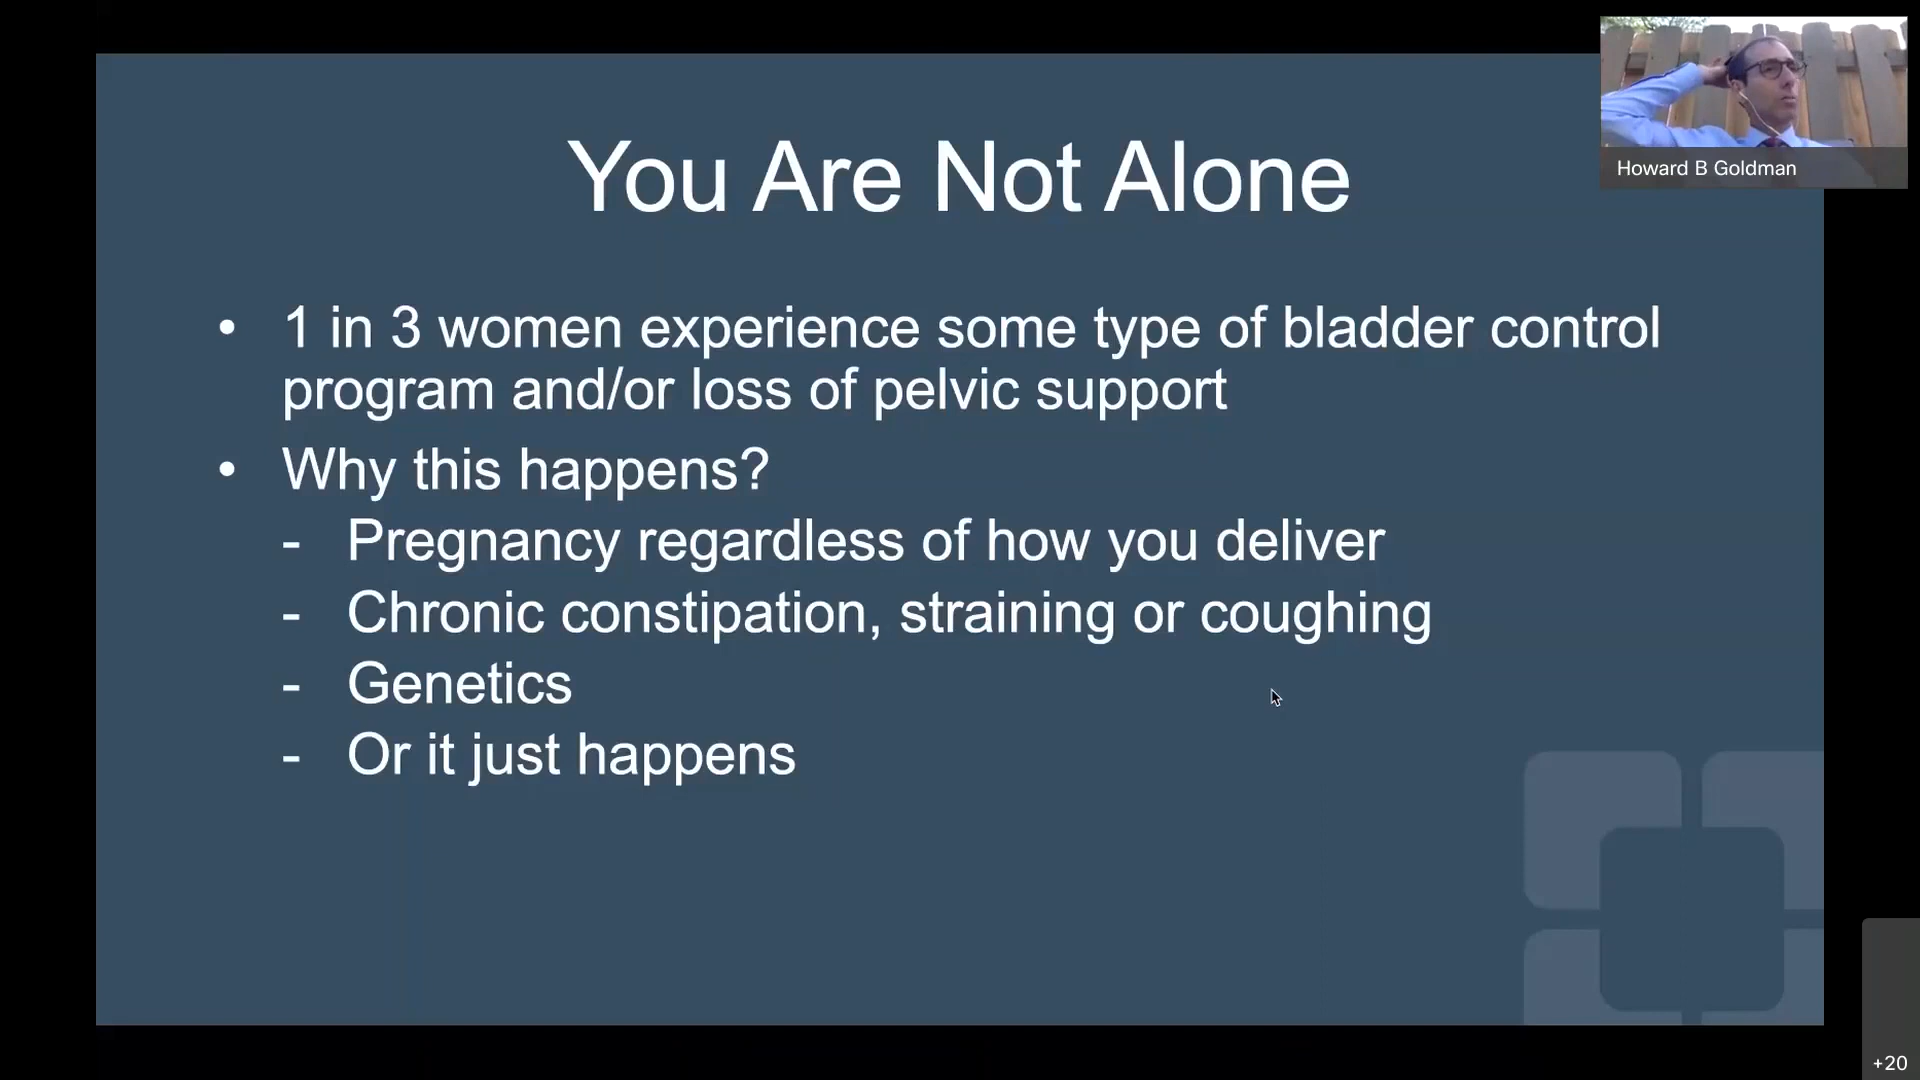 You Are Not Alone
Howard B Goldman
• 1 in 3 women experience some type of bladder control
program and/or loss of pelvic support
• Why this happens?
- Pregnancy regardless of how you deliver
- Chronic constipation, straining or coughing
- Genetics
- Or it just happens
+20